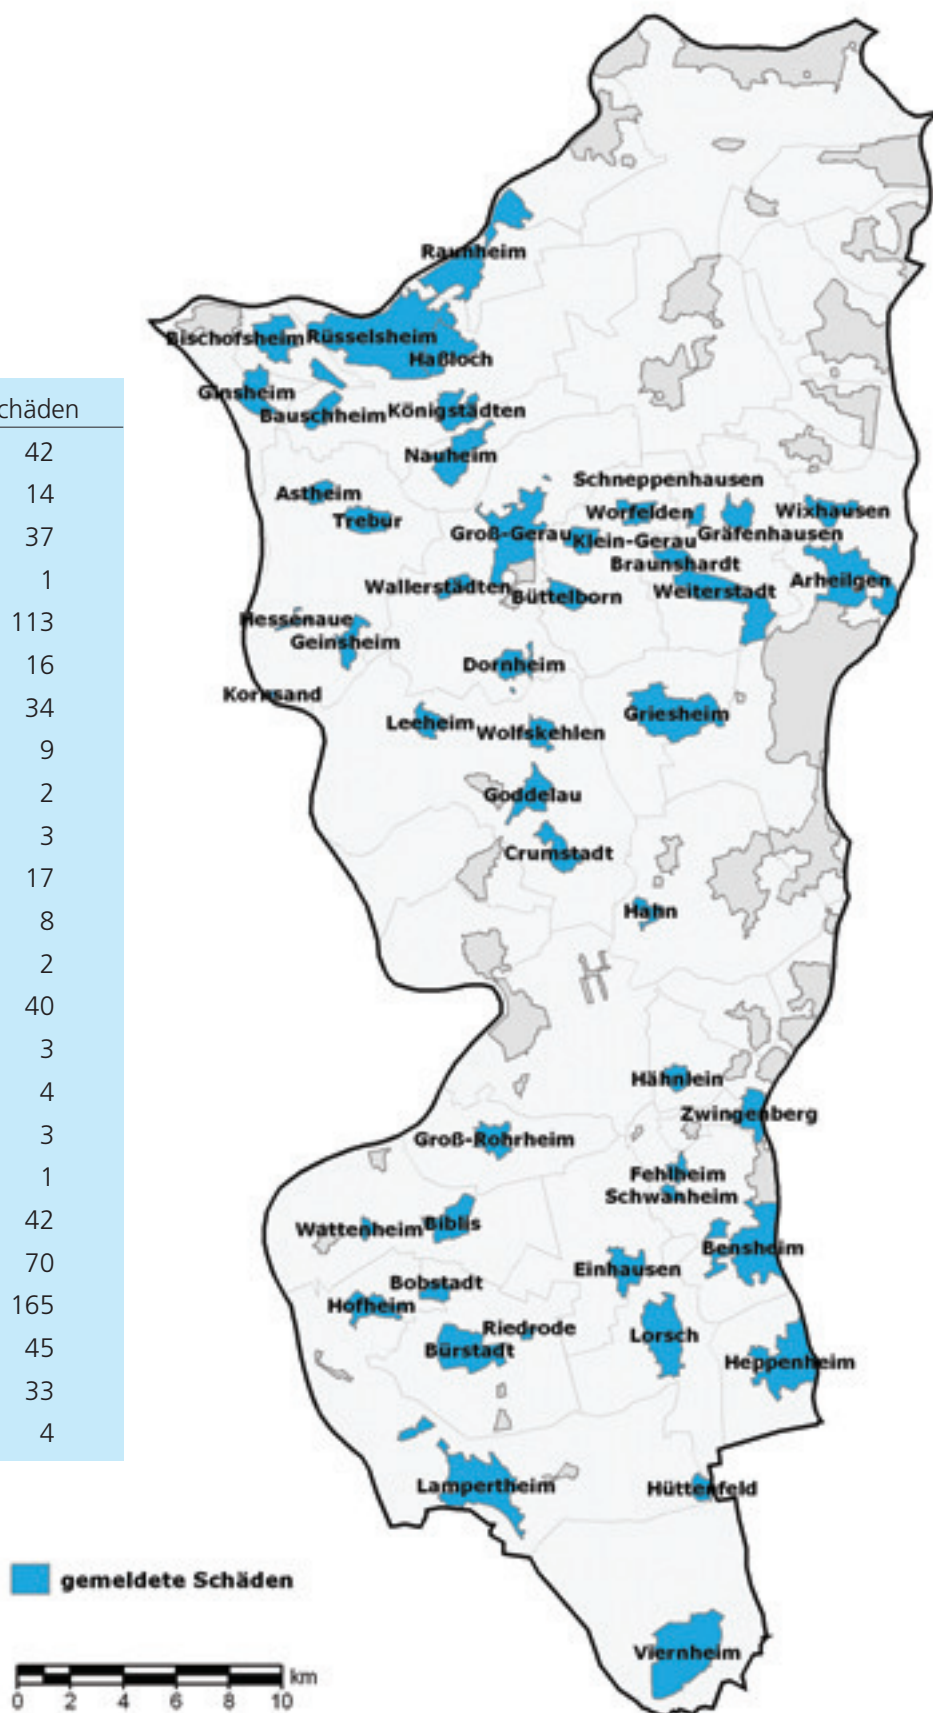 chäden
42
14
37
1
113
16
34
9
2
3
17
8
2
40
3
4
3
1
42
70
165
45
33
4
Raunheim
Bischofsheim
Rüsselsheim
Haßloch
Ginsheim
Bauschheim
Königstädten
Nauheim
Astheim
Trebur
Schneppenhausen
Worfelden
Wixhausen
Groß-Gerau
Klein-Gerau
Gräfenhausen
Braunshardt
Wallerstädten
Büttelborn
Weiterstadt
Arheilgen
Hessenaue
Geinsheim
Dornheim
Kornsand
Leeheim
Wolfskehlen
Griesheim
Goddelau
Crumstadt
Hahn
Hähnlein
Zwingenberg
Groß-Rohrheim
Fehlheim
Schwanheim
Wattenheim
Biblis
Bensheim
Einhausen
Bobstadt
Hofheim
Riedrode
Bürstadt
Lorsch
Heppenheim
Lampertheim
Hüttenfeld
Viernheim
gemeldete Schäden
km
0 2 4 6 8 10